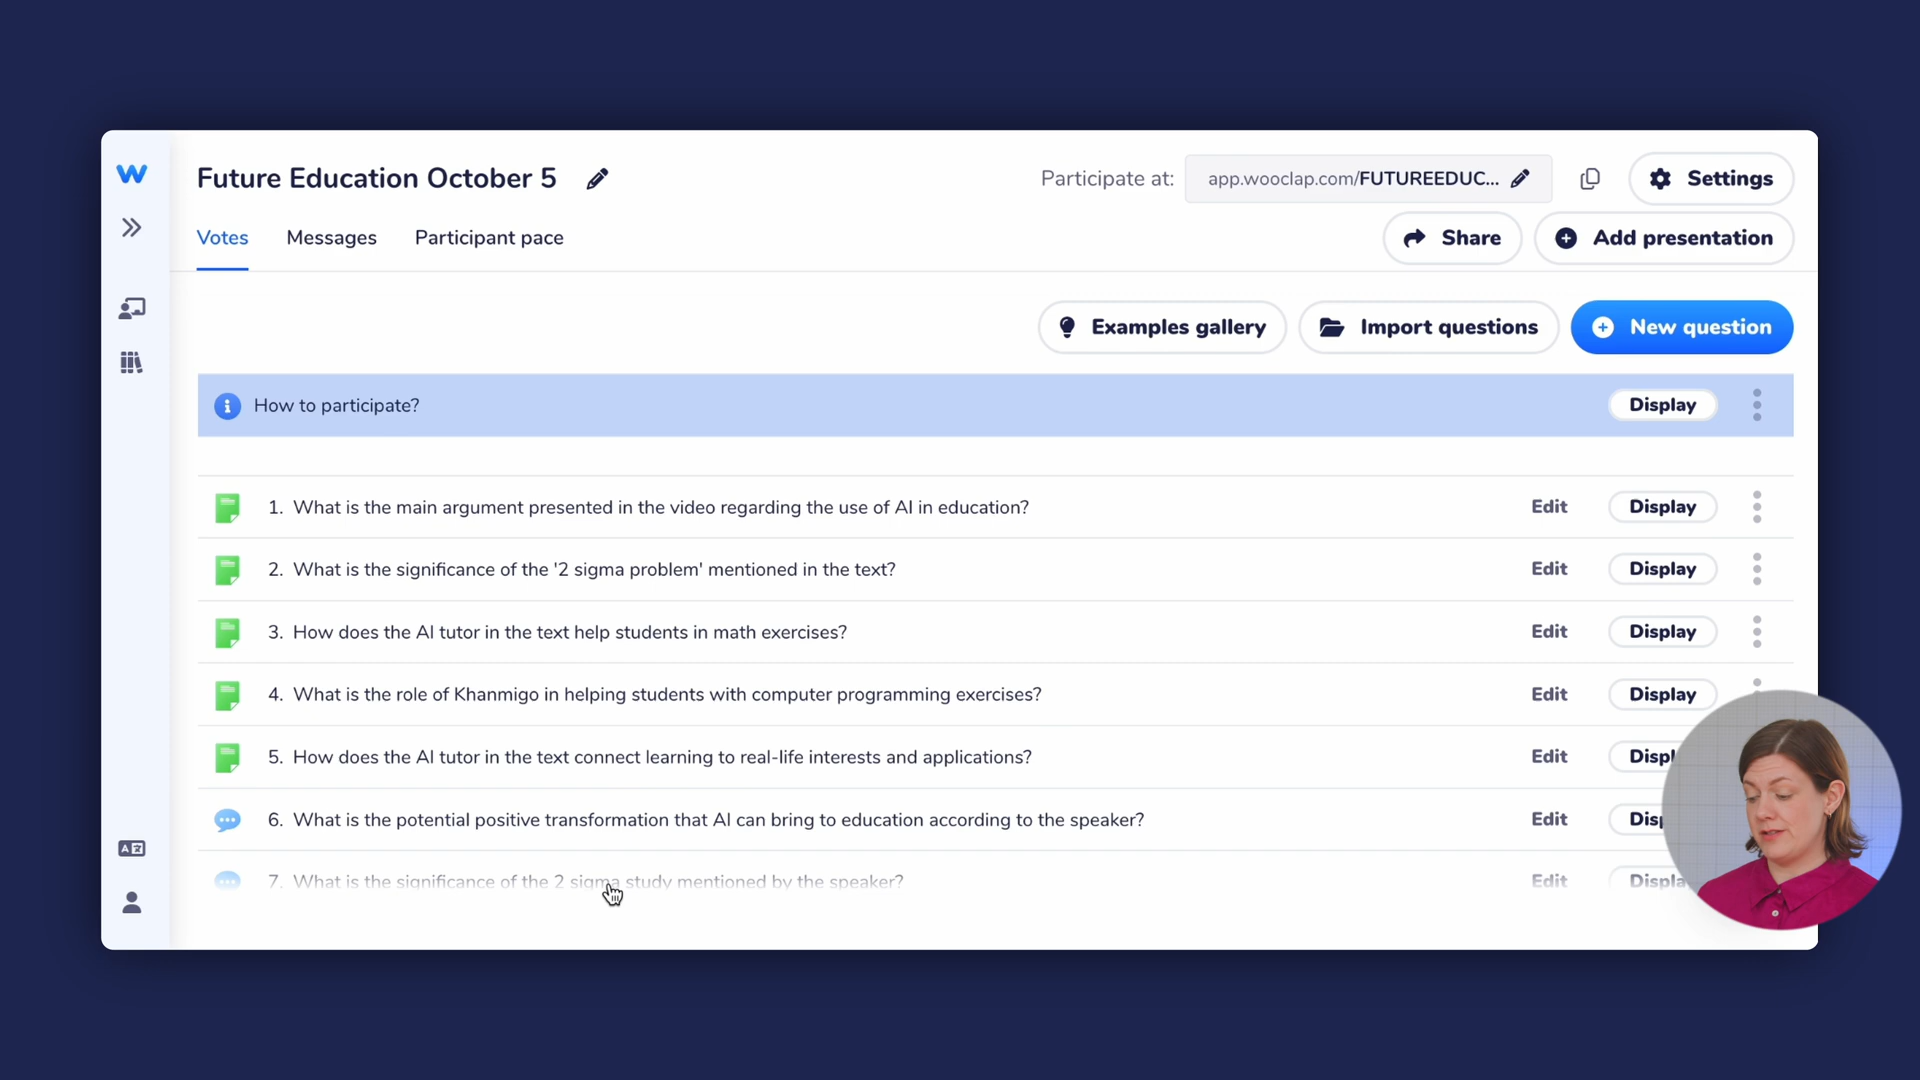 Future Education October 5
Participate at: app.wooclap.com/FUTUREEDUC...
Settings
Votes
Messages
Participant pace
Share
Add presentation
Examples gallery
Import questions
New question
How to participate?
Display
1. What is the main argument presented in the video regarding the use of AI in education?
Edit
Display
2. What is the significance of the '2 sigma problem' mentioned in the text?
Edit
Display
3. How does the AI tutor in the text help students in math exercises?
Edit
Display
4. What is the role of Khanmigo in helping students with computer programming exercises?
Edit
Display
5. How does the AI tutor in the text connect learning to real-life interests and applications?
Edit
Displ
6. What is the potential positive transformation that AI can bring to education according to the speaker?
Edit
Disp
7. What is the significance of the 2 sigma study mentioned by the speaker?
Edit
Displa